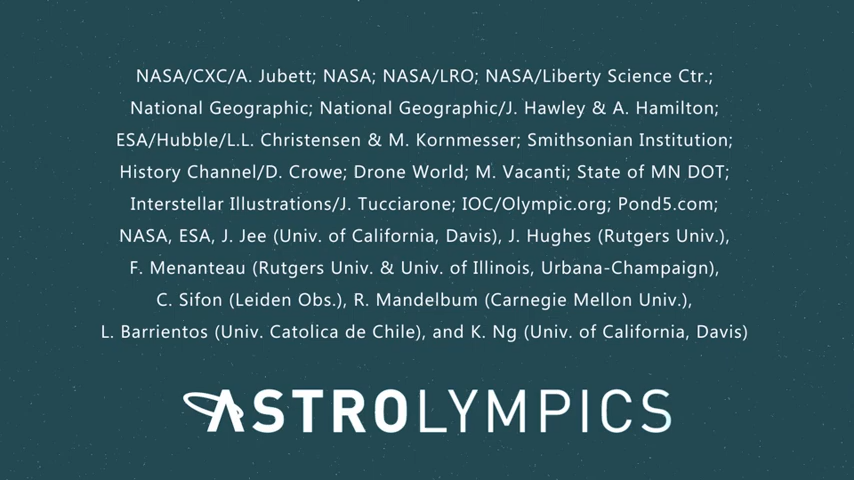 NASA/CXC/A. Jubett; NASA; NASA/LRO; NASA/Liberty Science Ctr.;
National Geographic; National Geographic/J. Hawley & A. Hamilton;
ESA/Hubble/L.L. Christensen & M. Kornmesser; Smithsonian Institution;
History Channel/D. Crowe; Drone World; M. Vacanti; State of MN DOT;
Interstellar Illustrations/J. Tucciarone; IOC/Olympic.org; Pond5.com;
NASA, ESA, J. Jee (Univ. of California, Davis), J. Hughes (Rutgers Univ.),
F. Menanteau (Rutgers Univ. & Univ. of Illinois, Urbana-Champaign),
C. Sifon (Leiden Obs.), R. Mandelbum (Carnegie Mellon Univ.),
L. Barrientos (Univ. Catolica de Chile), and K. Ng (Univ. of California, Davis)
ASTROLYMPICS